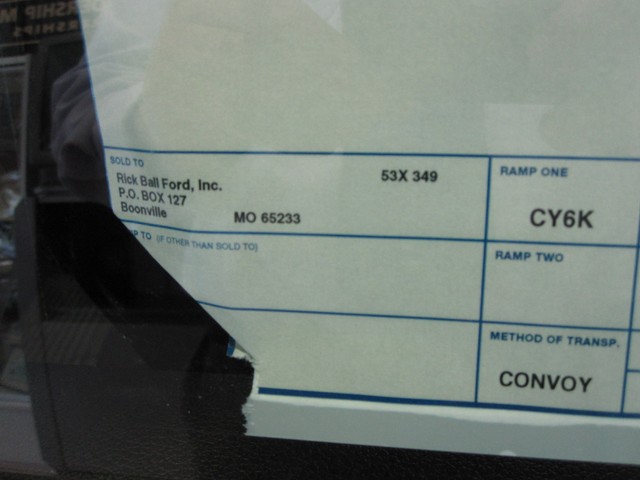 SOLD TO
Rick Ball Ford, Inc. 53X 349
P.O. BOX 127
Boonville MO 65233
RAMP ONE
CY6K
TO (IF OTHER THAN SOLD TO)
RAMP TWO
METHOD OF TRANSP.
CONVOY